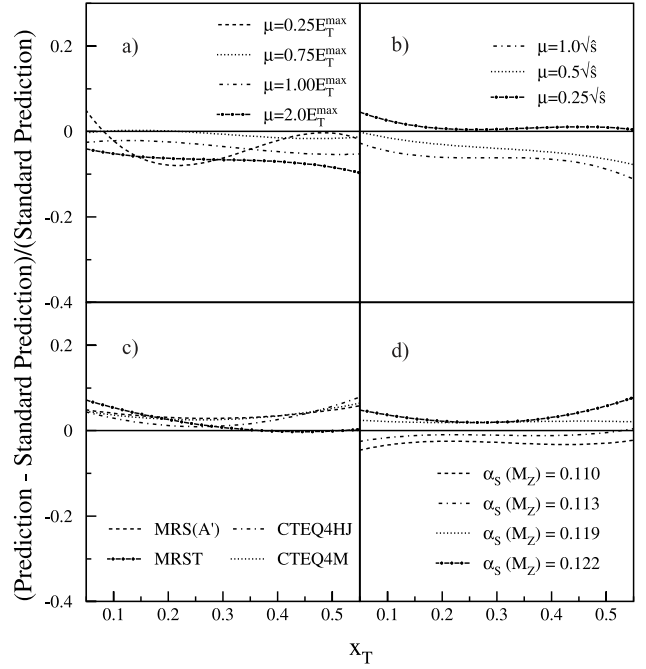 (Prediction - Standard Prediction)/(Standard Prediction)
a)
μ=0.25E_T^max
μ=0.75E_T^max
μ=1.00E_T^max
μ=2.0E_T^max
b)
μ=1.0√ŝ
μ=0.5√ŝ
μ=0.25√ŝ
0.2
0
-0.2
-0.4
c)
MRS(A') CTEQ4HJ
MRST CTEQ4M
d)
α_S (M_Z) = 0.110
α_S (M_Z) = 0.113
α_S (M_Z) = 0.119
α_S (M_Z) = 0.122
0.2
0
-0.2
-0.4
0.1 0.2 0.3 0.4 0.5 0.1 0.2 0.3 0.4 0.5
x_T